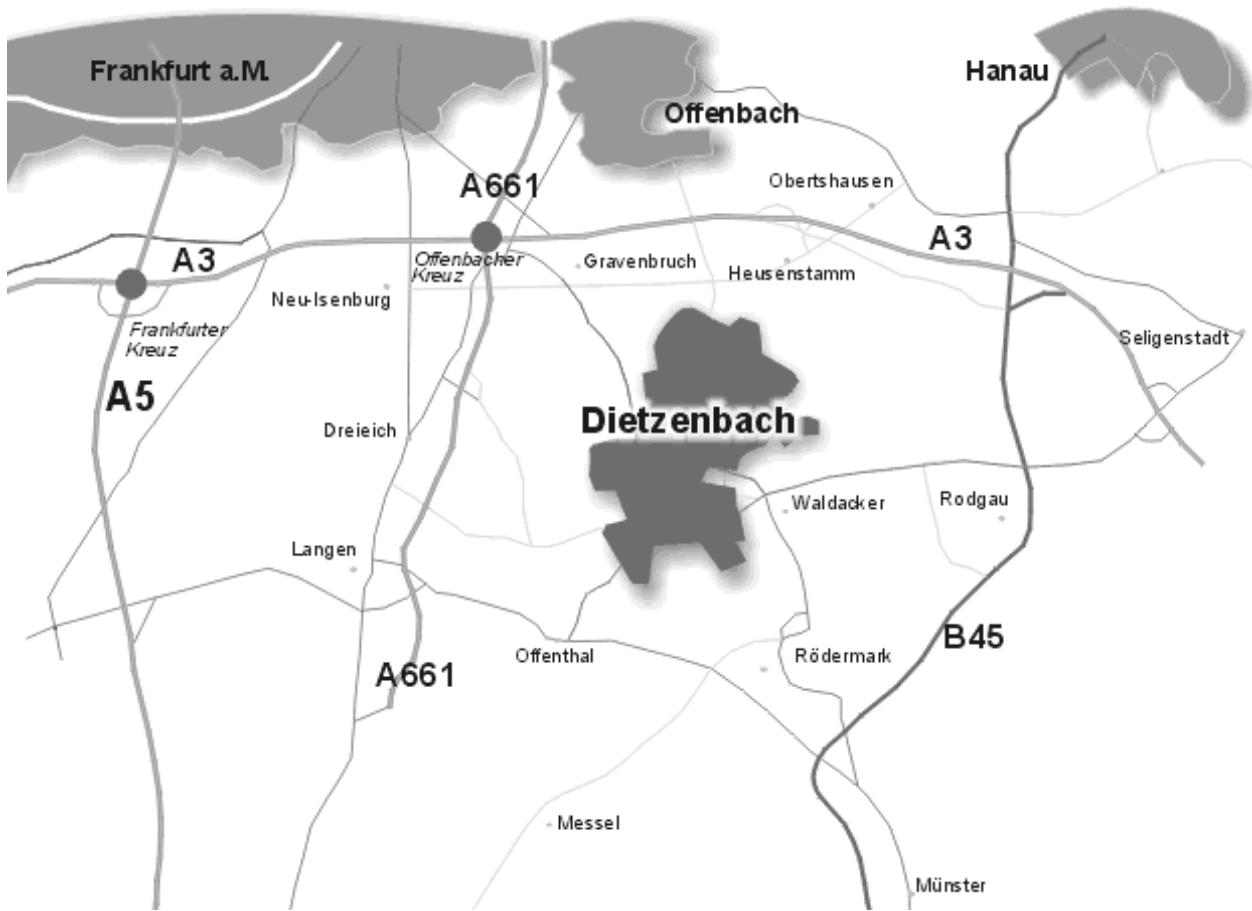 Frankfurt a.M.
Hanau
Offenbach
A661
Obertshausen
A3
A3
Offenbacher
Kreuz
Gravenbruch
Heusenstamm
Neu-Isenburg
Frankfurter
Kreuz
Seligenstadt
A5
Dietzenbach
Dreieich
Waldacker
Rodgau
Langen
B45
Offenthal
Rödermark
A661
Messel
Münster